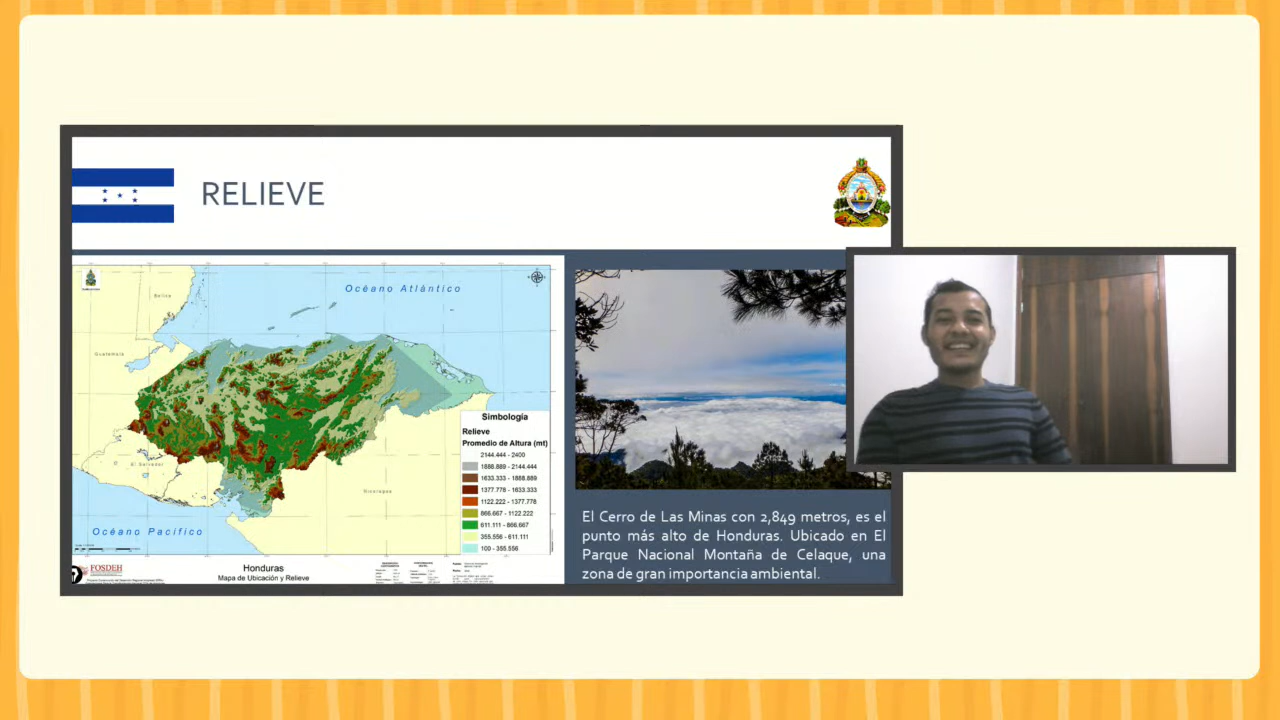 RELIEVE
Océano Atlántico
Belice
Guatemala
El Salvador
Nicaragua
Océano Pacífico
Simbología
Relieve
Promedio de Altura (mt)
2144.444 - 2400
1888.889 - 2144.444
1633.333 - 1888.889
1377.778 - 1633.333
1122.222 - 1377.778
866.667 - 1122.222
611.111 - 866.667
355.556 - 611.111
100 - 355.556
FOSDEH
Honduras
Mapa de Ubicación y Relieve
El Cerro de Las Minas con 2,849 metros, es el
punto más alto de Honduras. Ubicado en El
Parque Nacional Montaña de Celaque, una
zona de gran importancia ambiental.